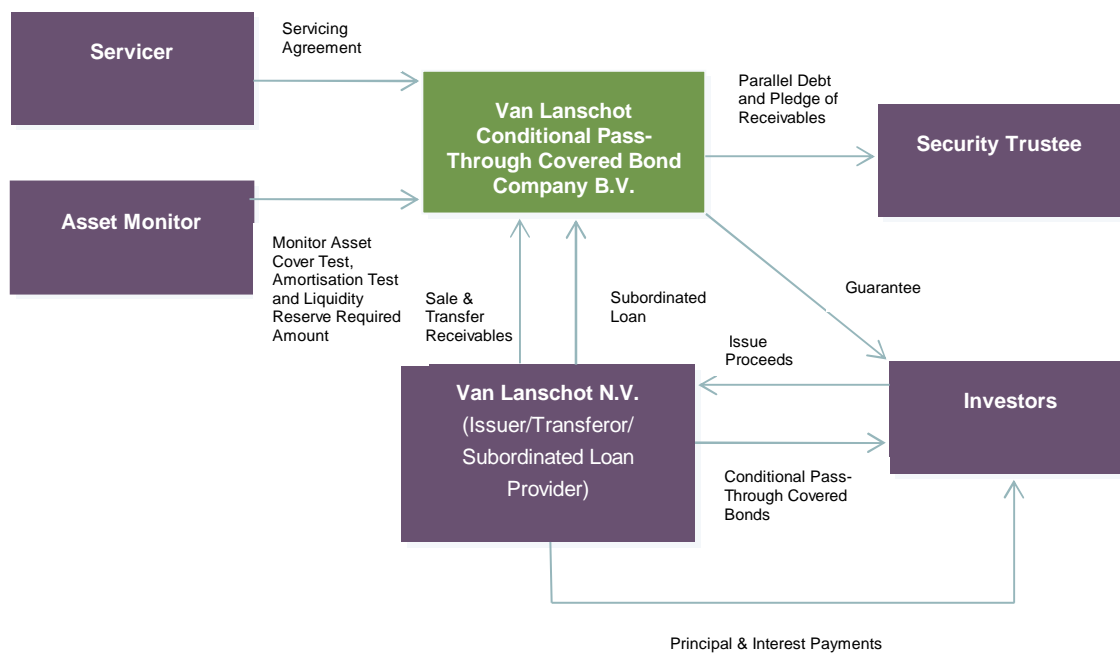 Servicer
Servicing
Agreement
Van Lanschot
Conditional Pass-
Through Covered Bond
Company B.V.
Parallel Debt
and Pledge of
Receivables
Security Trustee
Asset Monitor
Monitor Asset
Cover Test,
Amortisation Test
and Liquidity
Reserve Required
Amount
Sale &
Transfer
Receivables
Subordinated
Loan
Guarantee
Issue
Proceeds
Van Lanschot N.V.
(Issuer/Transferor/
Subordinated Loan
Provider)
Investors
Conditional Pass-
Through Covered
Bonds
Principal & Interest Payments